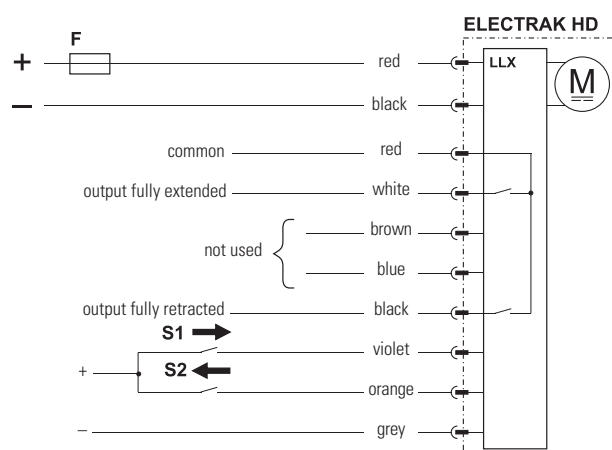 ELECTRAK HD
F
+ red LLX
M
– black
common red
output fully extended white
brown
not used
blue
output fully retracted black
S1
violet
+ S2
orange
– grey